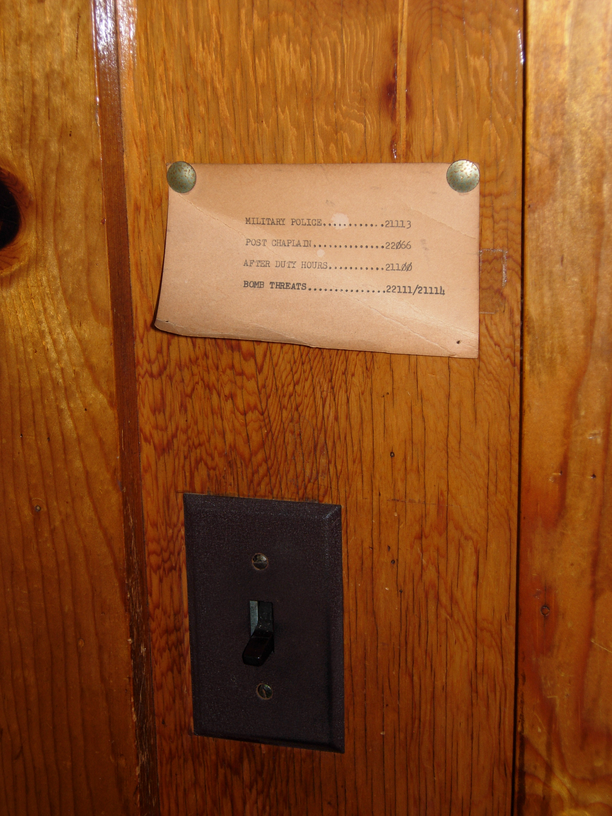 MILITARY POLICE...........21113
POST CHAPLAIN.............22066
AFTER DUTY HOURS..........21100
BOMB THREATS...............22111/21114